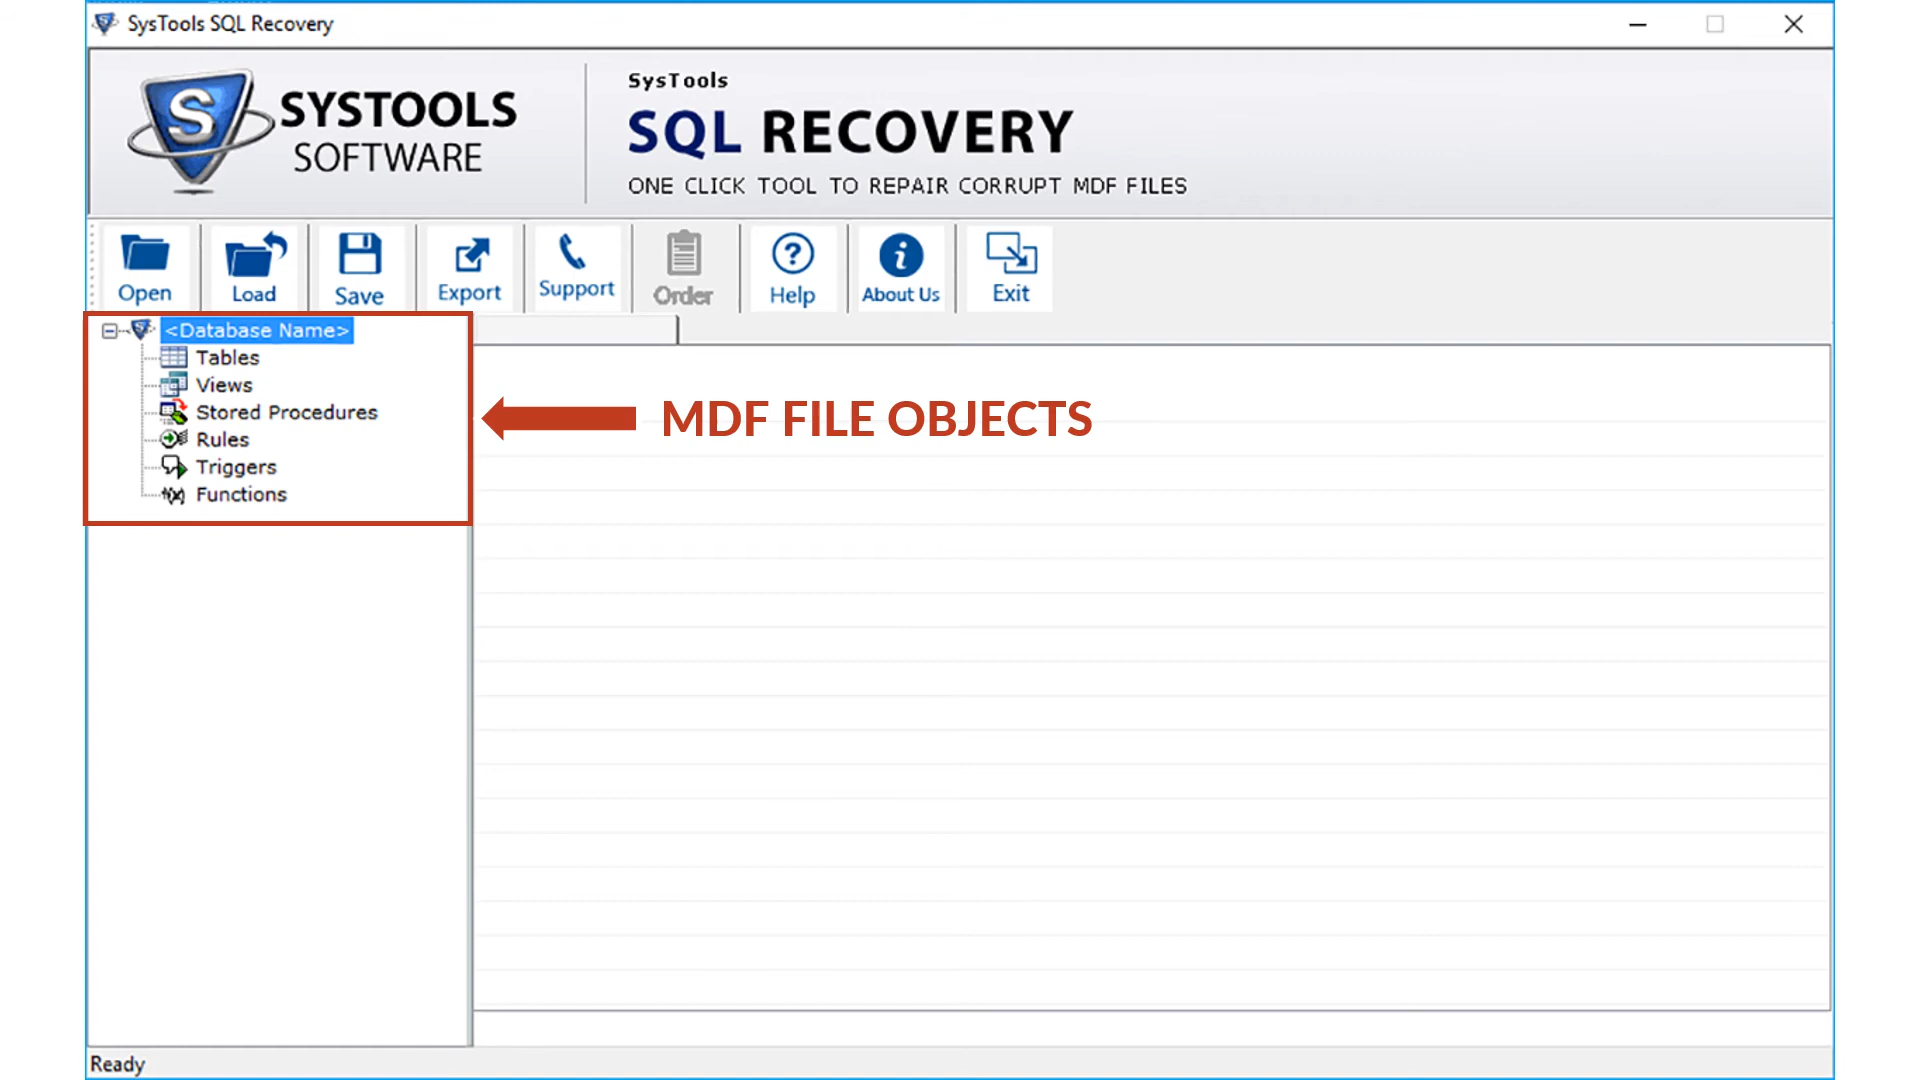 SysTools SQL Recovery
S
SYSTOOLS
SOFTWARE
SysTools
SQL RECOVERY
ONE CLICK TOOL TO REPAIR CORRUPT MDF FILES
Open Load Save Export Support Order Help About Us Exit
<Database Name>
Tables
Views
Stored Procedures
Rules
Triggers
Functions
MDF FILE OBJECTS
Ready